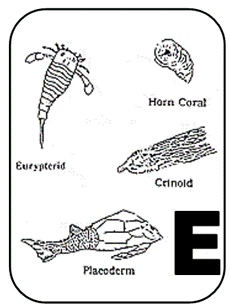 Horn Coral
Eurypterid
Crinoid
Placoderm
E